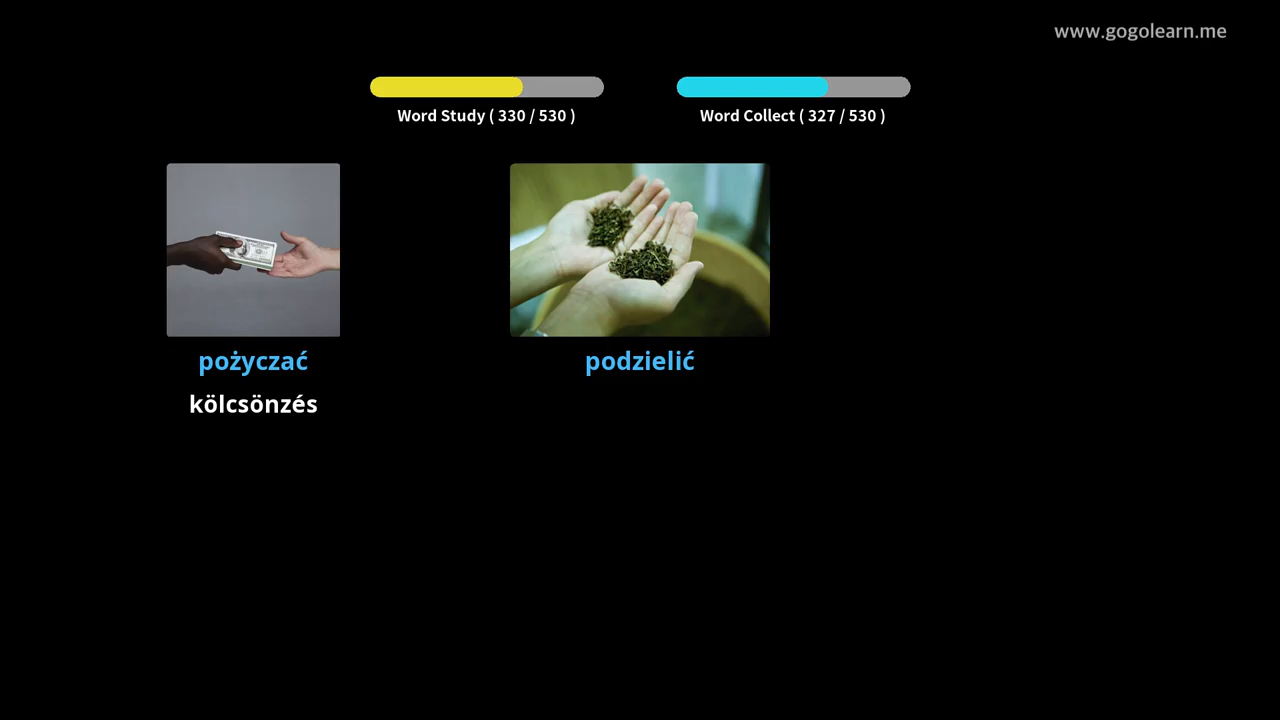 www.gogolearn.me
Word Study ( 330 / 530 )
Word Collect ( 327 / 530 )
pożyczać
podzielić
kölcsönzés